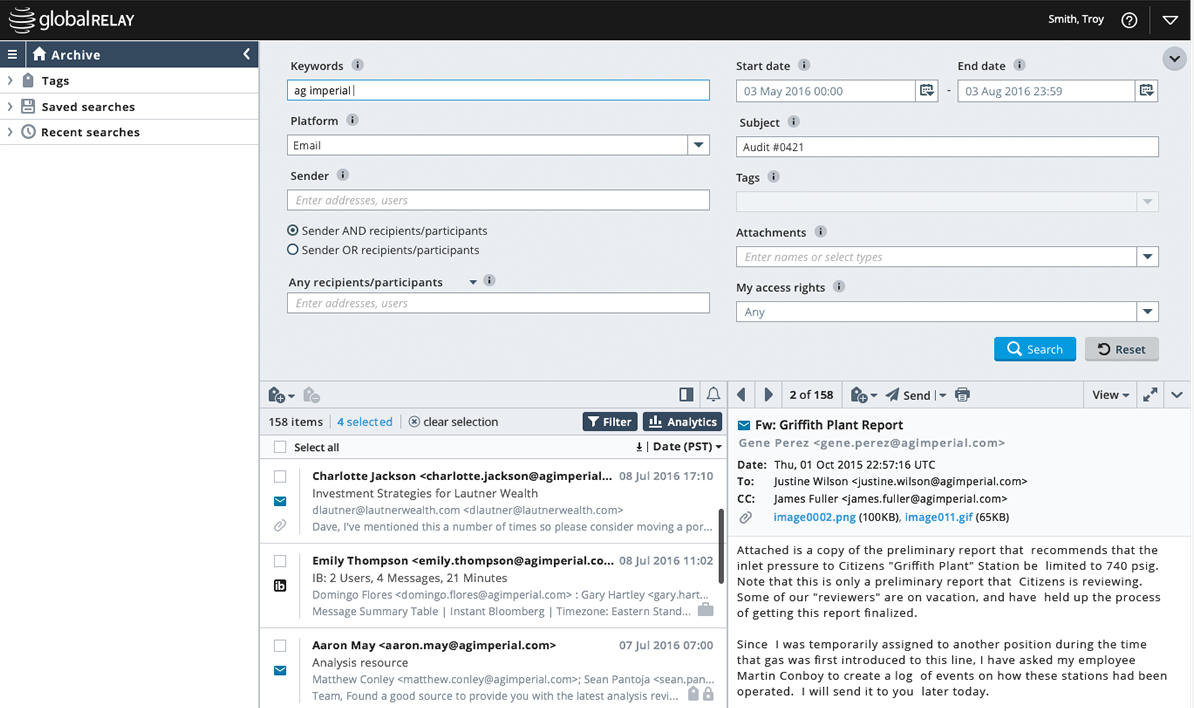 globalRELAY
Smith, Troy
Archive
Tags
Saved searches
Recent searches
Keywords
ag imperial
Platform
Email
Sender
Enter addresses, users
Sender AND recipients/participants
Sender OR recipients/participants
Any recipients/participants
Enter addresses, users
Start date
03 May 2016 00:00
-
End date
03 Aug 2016 23:59
Subject
Audit #0421
Tags
Attachments
Enter names or select types
My access rights
Any
Search
Reset
158 items
4 selected
clear selection
Filter
Analytics
Select all
Date (PST)
Charlotte Jackson <charlotte.jackson@agimperial... 08 Jul 2016 17:10
Investment Strategies for Lautner Wealth
dlautner@lautnerwealth.com <dlautner@lautnerwealth.com>
Dave, I've mentioned this a number of times so please consider moving a por...
Emily Thompson <emily.thompson@agimperial.co... 08 Jul 2016 11:02
IB: 2 Users, 4 Messages, 21 Minutes
Domingo Flores <domingo.flores@agimperial.com> : Gary Hartley <gary.hart...
Message Summary Table | Instant Bloomberg | Timezone: Eastern Stand...
Aaron May <aaron.may@agimperial.com> 07 Jul 2016 07:00
Analysis resource
Matthew Conley <matthew.conley@agimperial.com>; Sean Pantoja <sean.pan...
Team, Found a good source to provide you with the latest analysis revi...
2 of 158
Send
View
Fw: Griffith Plant Report
Gene Perez <gene.perez@agimperial.com>
Date: Thu, 01 Oct 2015 22:57:16 UTC
To: Justine Wilson <justine.wilson@agimperial.com>
CC: James Fuller <james.fuller@agimperial.com>
image0002.png (100KB), image011.gif (65KB)
Attached is a copy of the preliminary report that recommends that the
inlet pressure to Citizens "Griffith Plant" Station be limited to 740 psig.
Note that this is only a preliminary report that Citizens is reviewing.
Some of our "reviewers" are on vacation, and have held up the process
of getting this report finalized.
Since I was temporarily assigned to another position during the time
that gas was first introduced to this line, I have asked my employee
Martin Conboy to create a log of events on how these stations had been
operated. I will send it to you later today.